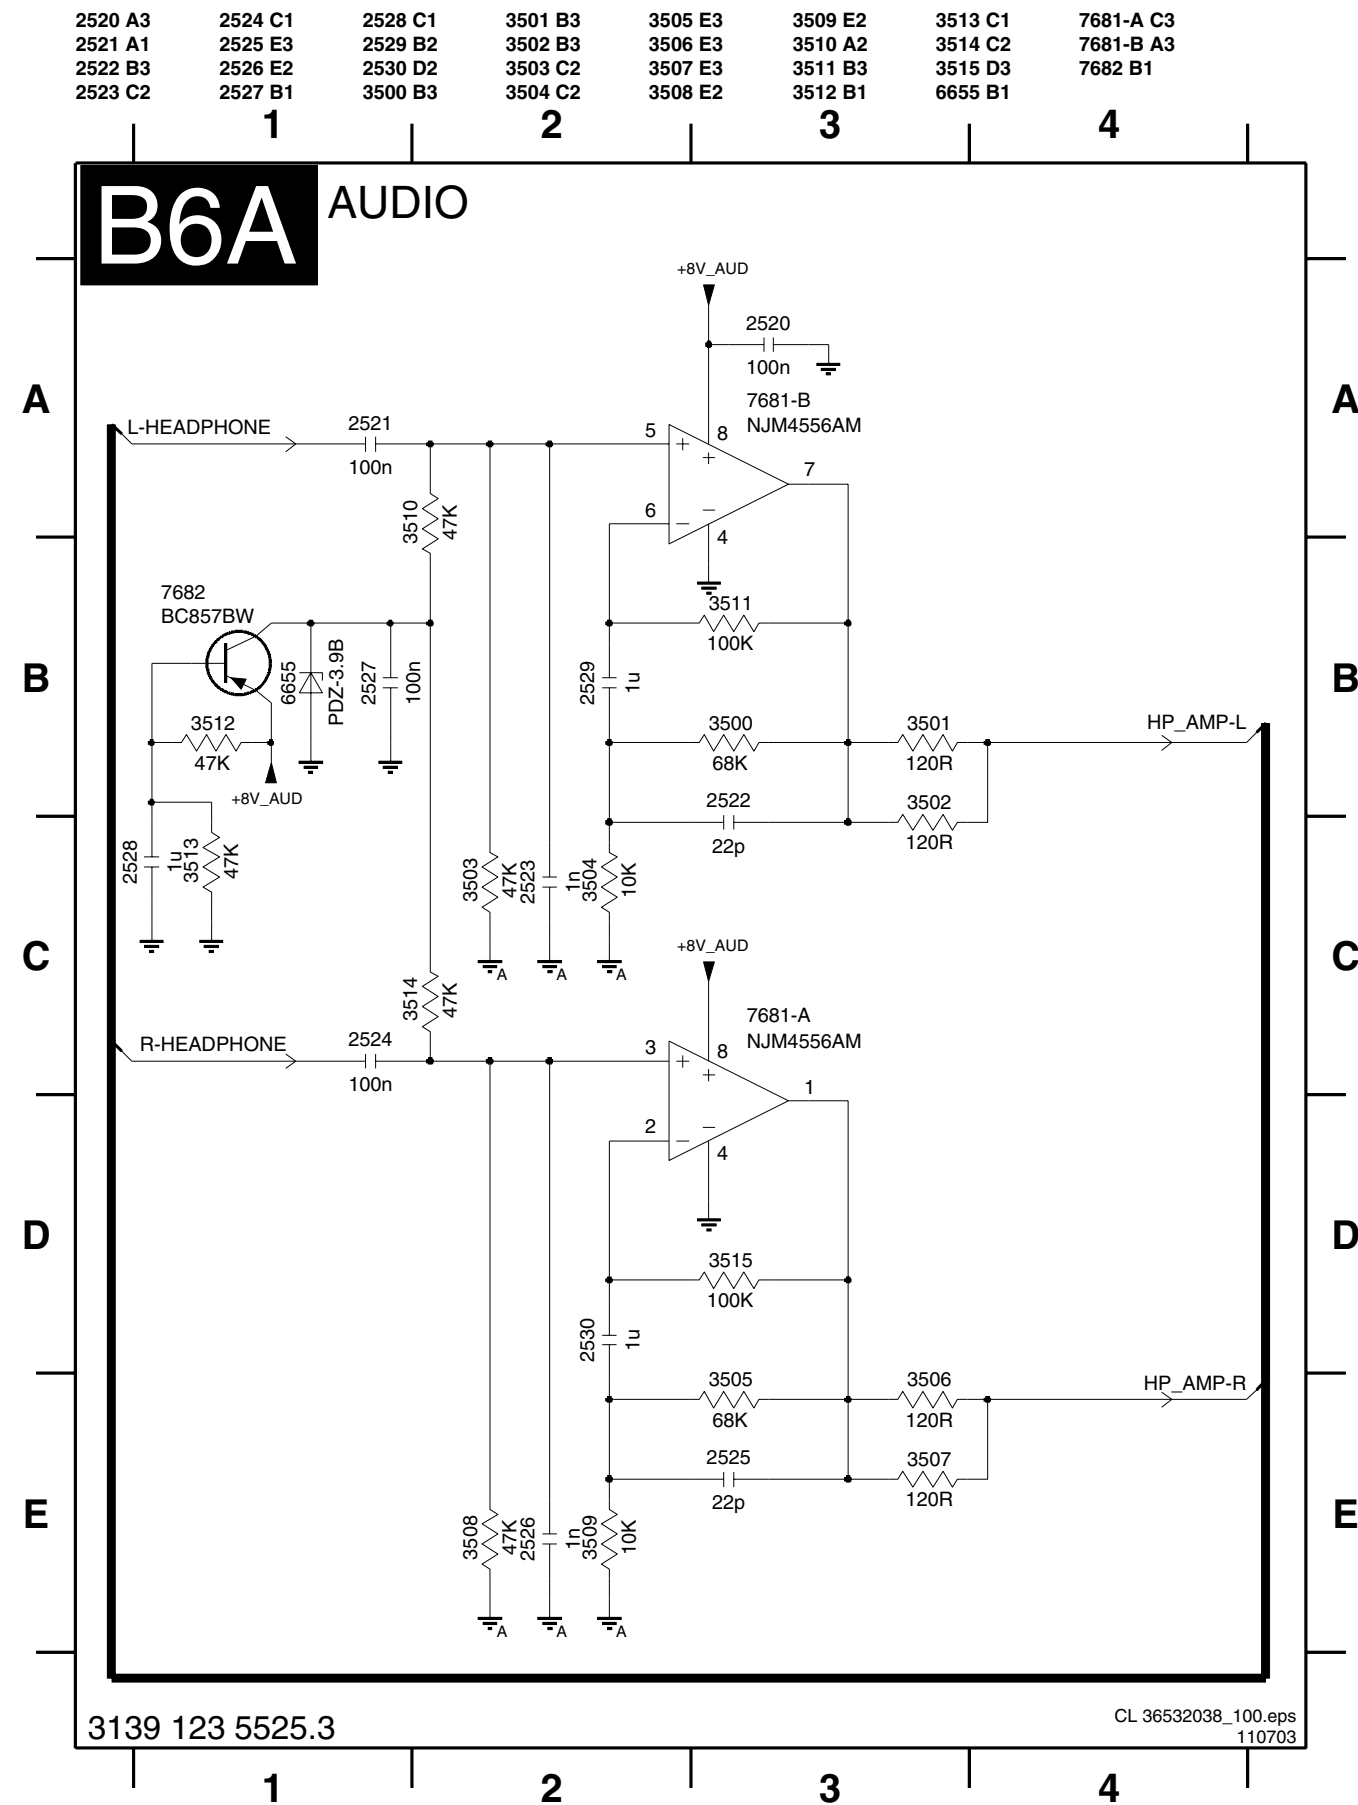 2520 A3 2524 C1 2528 C1 3501 B3 3505 E3 3509 E2 3513 C1 7681-A C3
2521 A1 2525 E3 2529 B2 3502 B3 3506 E3 3510 A2 3514 C2 7681-B A3
2522 B3 2526 E2 2530 D2 3503 C2 3507 E3 3511 B3 3515 D3 7682 B1
2523 C2 2527 B1 3500 B3 3504 C2 3508 E2 3512 B1 6655 B1
1 2 3 4
B6A AUDIO
+8V_AUD
2520
100n
A A
7681-B
NJM4556AM
L-HEADPHONE 2521 5 + 8
100n +
7
3510
47K
6 − −
4
7682
BC857BW
3511
100K
B B
6655
PDZ-3.9B
2527
100n
2529
1u
3512
47K
+8V_AUD
3500
68K
3501
120R
HP_AMP-L
2522
22p
3502
120R
2528
1u
3513
47K
3503
47K
2523
1n
3504
10K
C C
A A A
+8V_AUD
3514
47K
7681-A
NJM4556AM
R-HEADPHONE 2524 3 + 8
100n +
1
2 − −
4
D D
3515
100K
2530
1u
3505
68K
3506
120R
HP_AMP-R
2525
22p
3507
120R
E E
3508
47K
2526
1n
3509
10K
A A A
3139 123 5525.3
CL 36532038_100.eps
110703
1 2 3 4